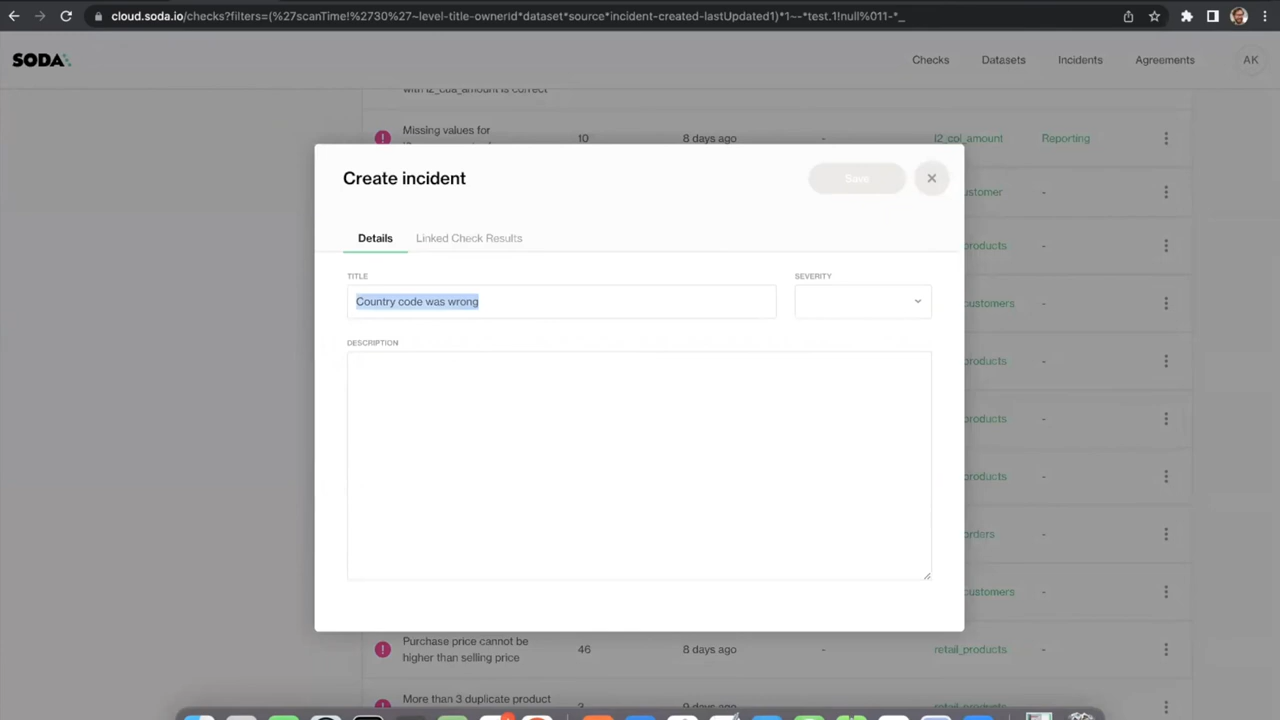 cloud.soda.io/checks?filters=(%27scanTime!%2730%27~level-title-ownerId*dataset*source*incident-created-lastUpdated1)*1~-*test.1!null%011-*_
SODA
Checks
Datasets
Incidents
Agreements
AK
with l2_cda_amount is correct
Missing values for
10
8 days ago
-
l2_col_amount
Reporting
Create incident
Save
ustomer
-
Details
Linked Check Results
products
-
TITLE
SEVERITY
Country code was wrong
customers
-
DESCRIPTION
products
-
products
-
products
-
orders
-
customers
-
Purchase price cannot be
higher than selling price
46
8 days ago
-
retail_products
-
More than 3 duplicate product